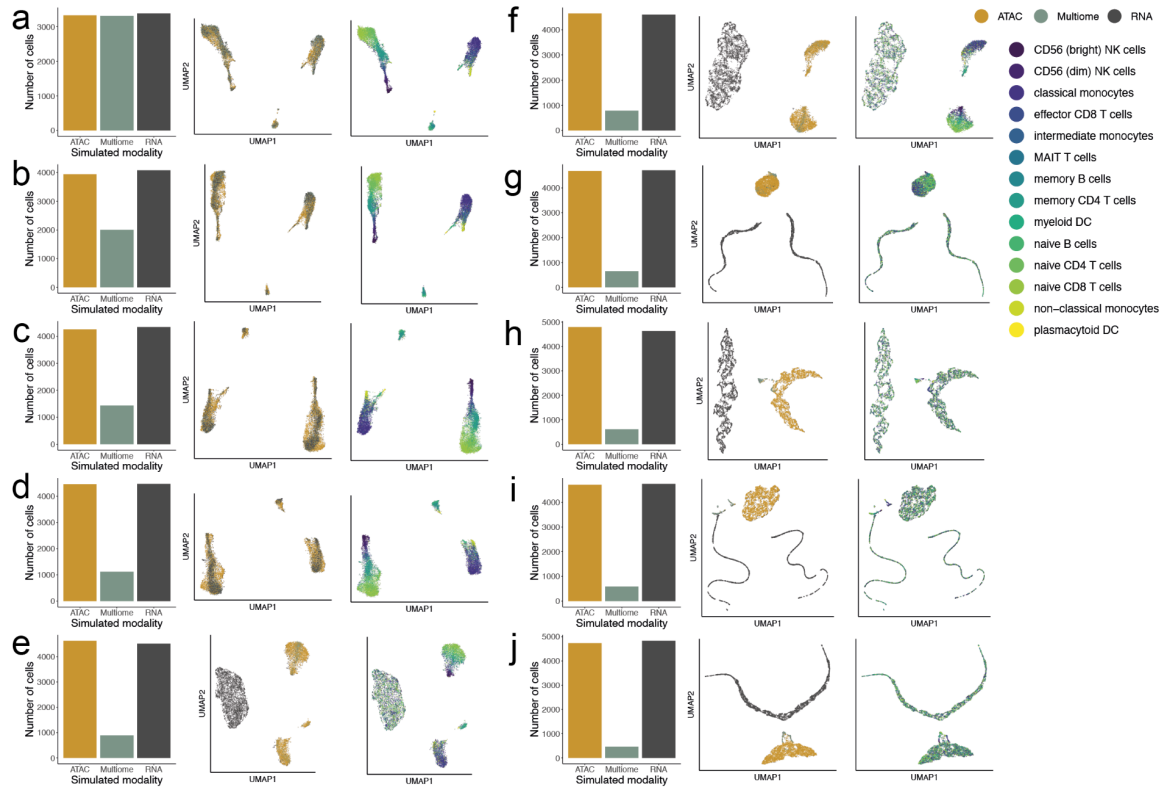 a
Number of cells
3000
2000
1000
0
ATAC Multiome RNA
Simulated modality
UMAP2
UMAP1
UMAP1
b
Number of cells
4000
3000
2000
1000
0
ATAC Multiome RNA
Simulated modality
UMAP2
UMAP1
UMAP1
c
Number of cells
4000
3000
2000
1000
0
ATAC Multiome RNA
Simulated modality
UMAP2
UMAP1
UMAP1
d
Number of cells
4000
3000
2000
1000
0
ATAC Multiome RNA
Simulated modality
UMAP2
UMAP1
UMAP1
e
Number of cells
4000
3000
2000
1000
0
ATAC Multiome RNA
Simulated modality
UMAP2
UMAP1
UMAP1
f
Number of cells
4000
3000
2000
1000
0
ATAC Multiome RNA
Simulated modality
UMAP2
UMAP1
UMAP1
g
Number of cells
4000
3000
2000
1000
0
ATAC Multiome RNA
Simulated modality
UMAP2
UMAP1
UMAP1
h
Number of cells
5000
4000
3000
2000
1000
0
ATAC Multiome RNA
Simulated modality
UMAP2
UMAP1
UMAP1
i
Number of cells
4000
3000
2000
1000
0
ATAC Multiome RNA
Simulated modality
UMAP2
UMAP1
UMAP1
j
Number of cells
5000
4000
3000
2000
1000
0
ATAC Multiome RNA
Simulated modality
UMAP2
UMAP1
UMAP1
ATAC Multiome RNA
CD56 (bright) NK cells
CD56 (dim) NK cells
classical monocytes
effector CD8 T cells
intermediate monocytes
MAIT T cells
memory B cells
memory CD4 T cells
myeloid DC
naive B cells
naive CD4 T cells
naive CD8 T cells
non−classical monocytes
plasmacytoid DC